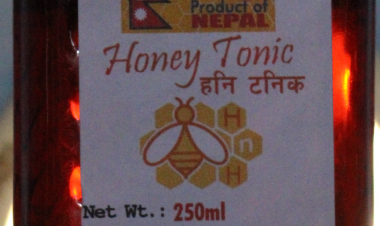 Product of
NEPAL
Honey Tonic
हनि टनिक
H
n
H
Net Wt.: 250ml